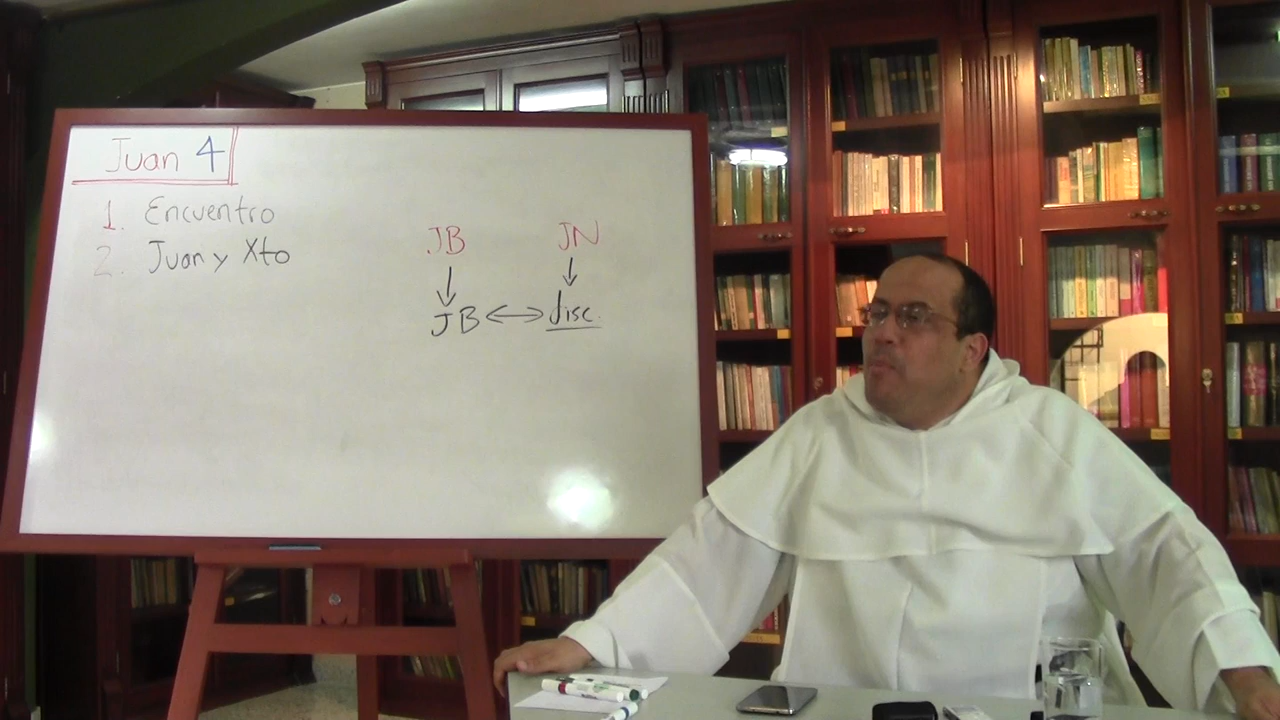 Juan 4
1. Encuentro
2. Juan y Xto
JB JN
JB disc.